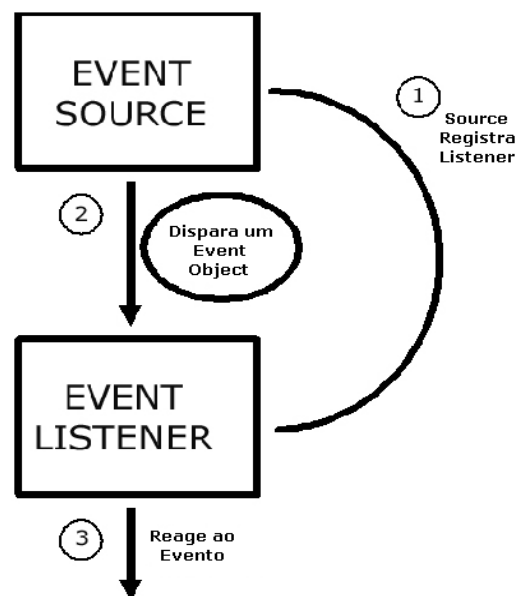 EVENT
SOURCE
1
Source
Registra
Listener
2
Dispara um
Event
Object
EVENT
LISTENER
3
Reage ao
Evento